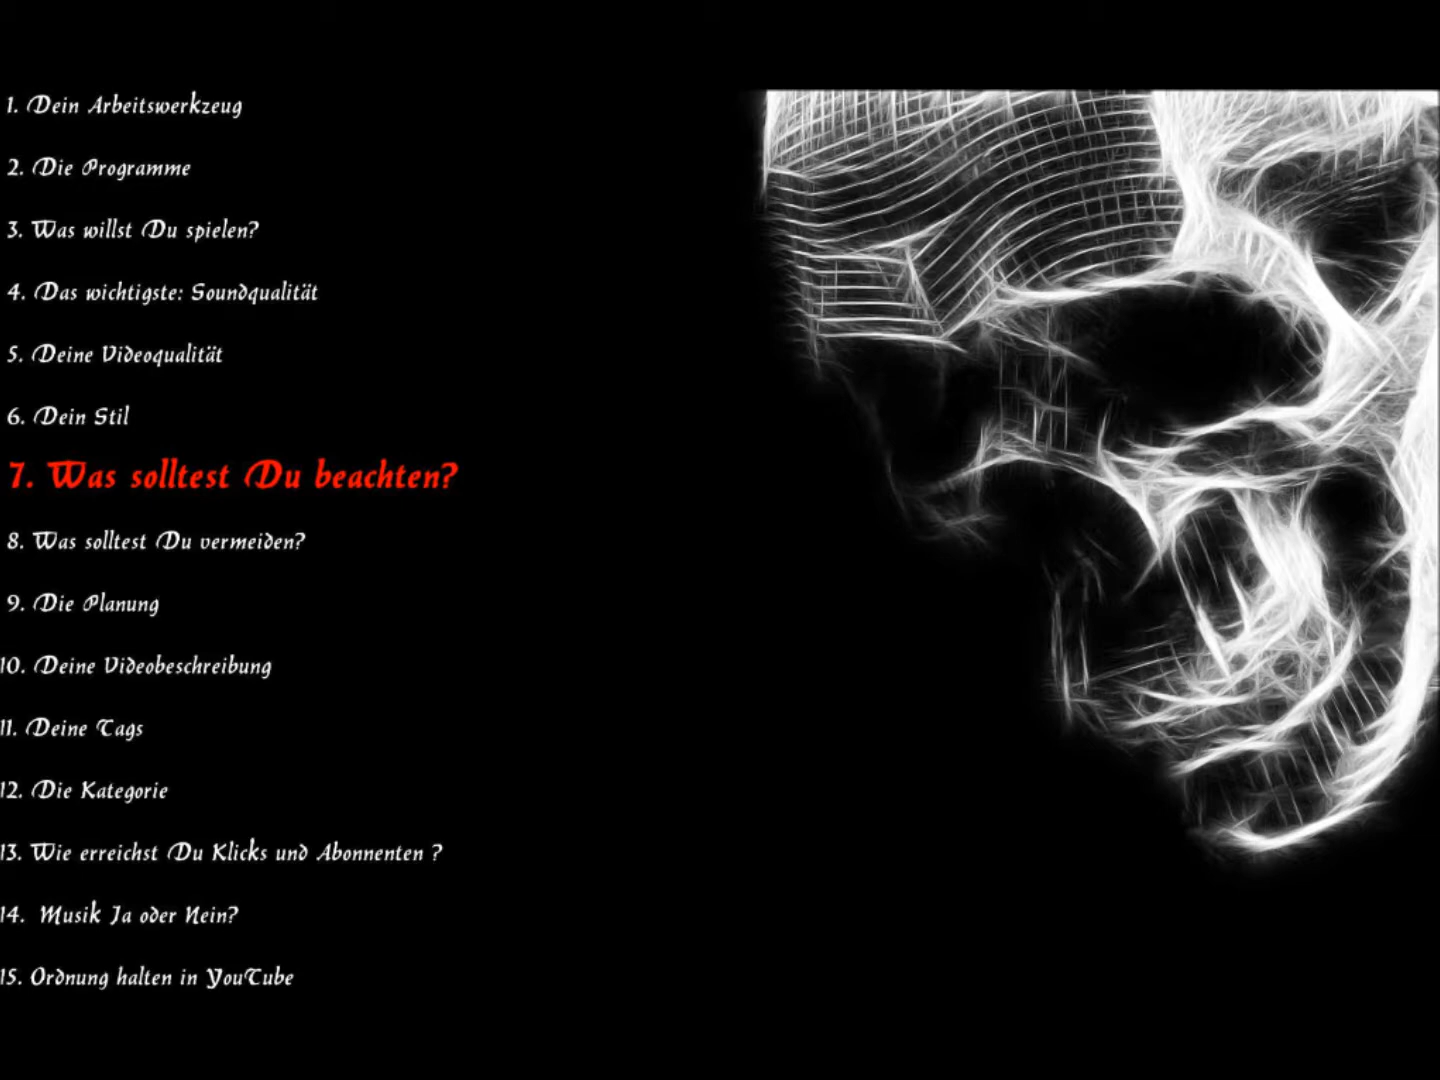 1. Dein Arbeitswerkzeug
2. Die Programme
3. Was willst Du spielen?
4. Das wichtigste: Soundqualität
5. Deine Videoqualität
6. Dein Stil
7. Was solltest Du beachten?
8. Was solltest Du vermeiden?
9. Die Planung
10. Deine Videobeschreibung
11. Deine Tags
12. Die Kategorie
13. Wie erreichst Du Klicks und Abonnenten ?
14. Musik Ja oder Nein?
15. Ordnung halten in YouTube